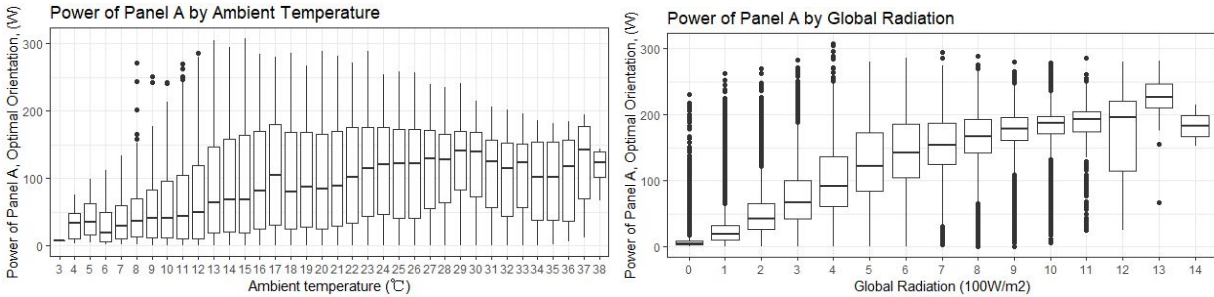 Power of Panel A by Ambient Temperature
Power of Panel A, Optimal Orientation, (W)
300
200
100
0
3 4 5 6 7 8 9 10 11 12 13 14 15 16 17 18 19 20 21 22 23 24 25 26 27 28 29 30 31 32 33 34 35 36 37 38
Ambient temperature (℃)
Power of Panel A by Global Radiation
Power of Panel A, Optimal Orientation, (W)
300
200
100
0
0 1 2 3 4 5 6 7 8 9 10 11 12 13 14
Global Radiation (100W/m2)